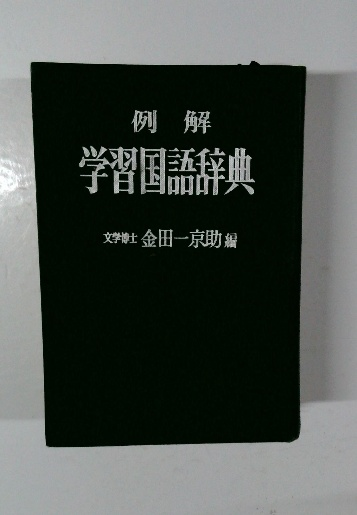 例解
学習国語辞典
文学博士 金田一京助 編